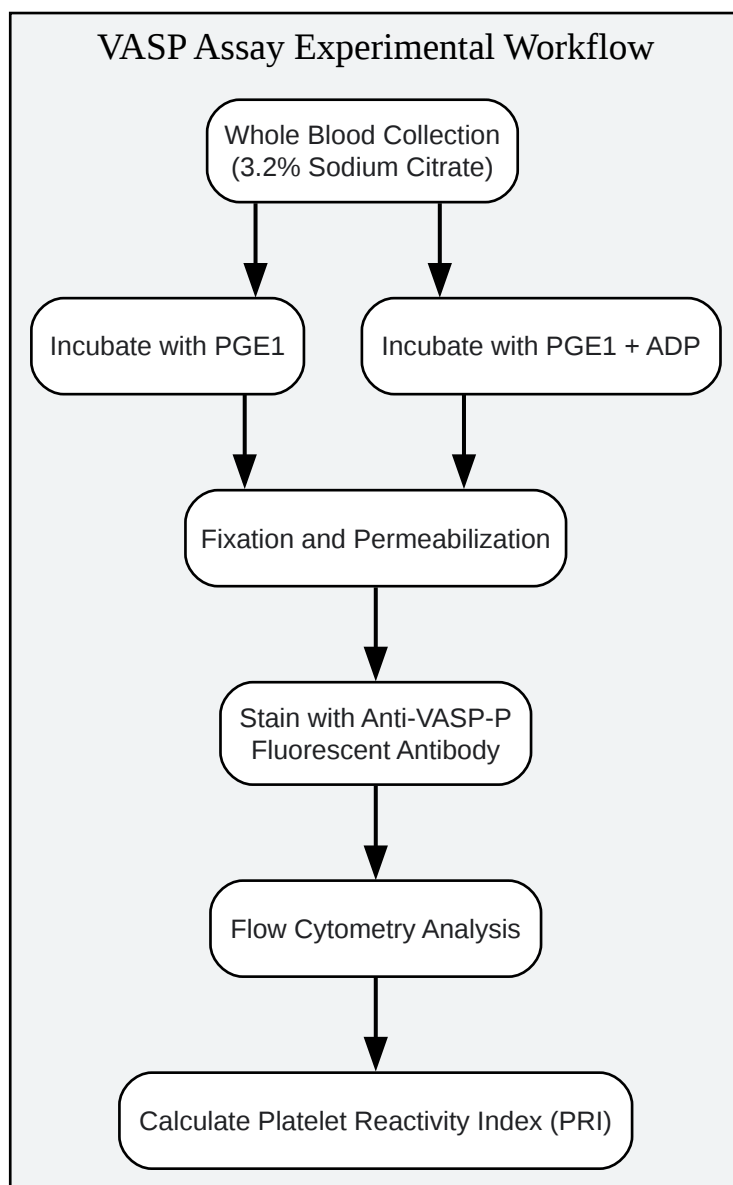 VASP Assay Experimental Workflow
Whole Blood Collection
(3.2% Sodium Citrate)
Incubate with PGE1
Incubate with PGE1 + ADP
Fixation and Permeabilization
Stain with Anti-VASP-P
Fluorescent Antibody
Flow Cytometry Analysis
Calculate Platelet Reactivity Index (PRI)